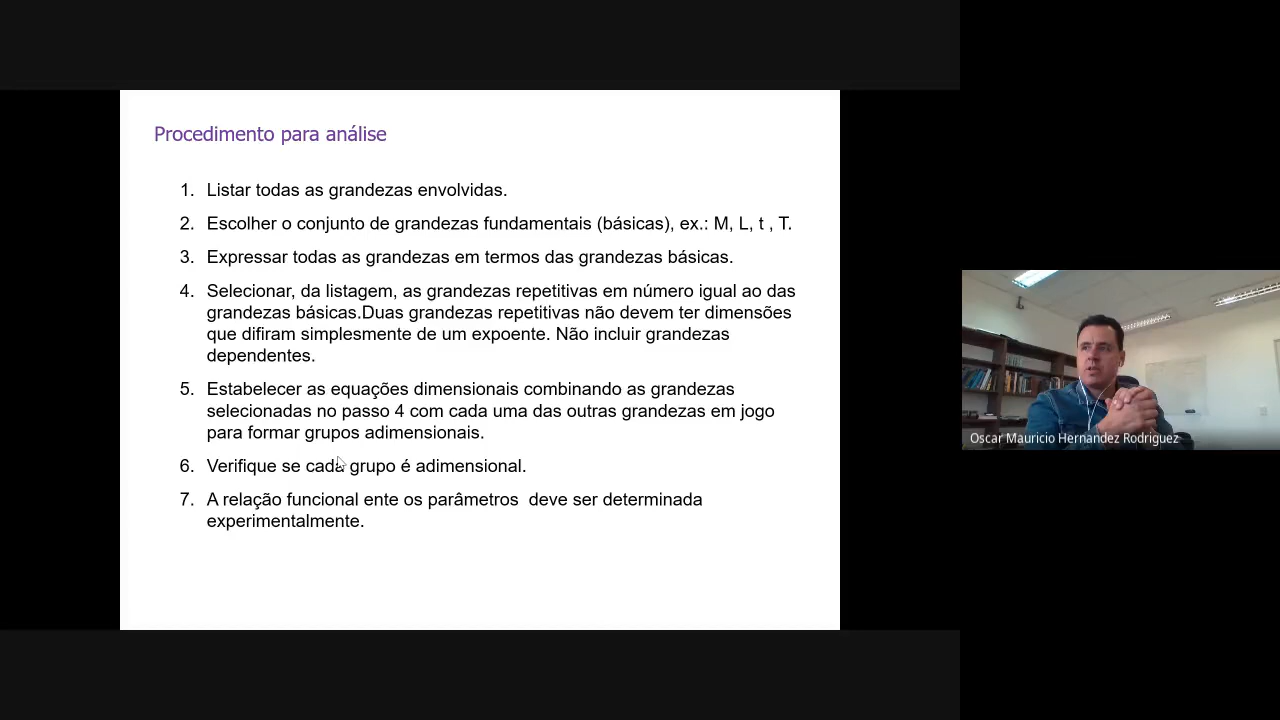 Procedimento para análise
1. Listar todas as grandezas envolvidas.
2. Escolher o conjunto de grandezas fundamentais (básicas), ex.: M, L, t , T.
3. Expressar todas as grandezas em termos das grandezas básicas.
4. Selecionar, da listagem, as grandezas repetitivas em número igual ao das
grandezas básicas.Duas grandezas repetitivas não devem ter dimensões
que difiram simplesmente de um expoente. Não incluir grandezas
dependentes.
5. Estabelecer as equações dimensionais combinando as grandezas
selecionadas no passo 4 com cada uma das outras grandezas em jogo
para formar grupos adimensionais.
6. Verifique se cada grupo é adimensional.
7. A relação funcional ente os parâmetros deve ser determinada
experimentalmente.
Oscar Mauricio Hernandez Rodriguez